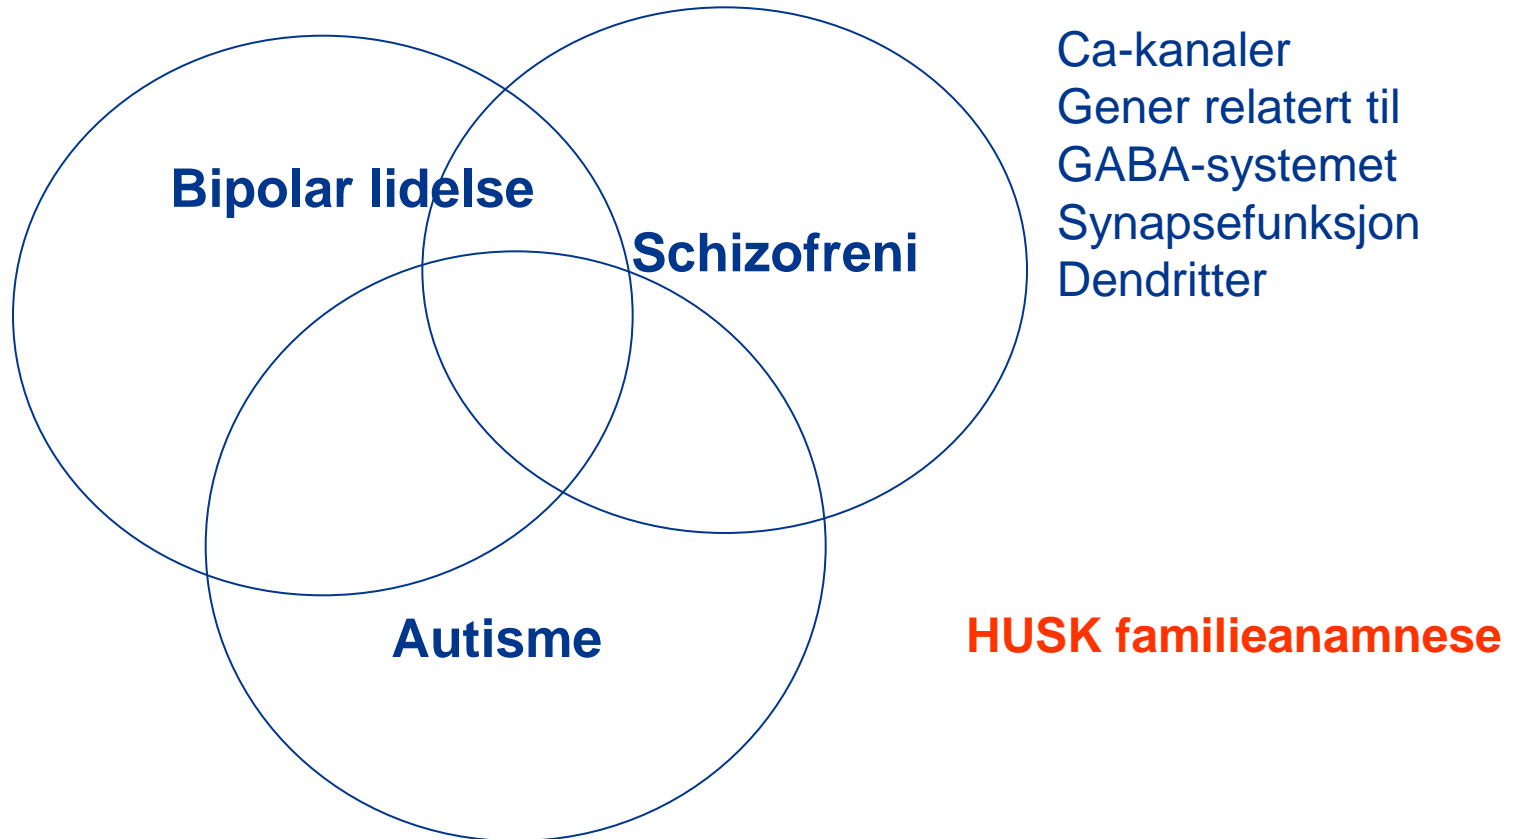 Bipolar lidelse
Schizofreni
Autisme
Ca-kanaler
Gener relatert til
GABA-systemet
Synapsefunksjon
Dendritter
HUSK familieanamnese